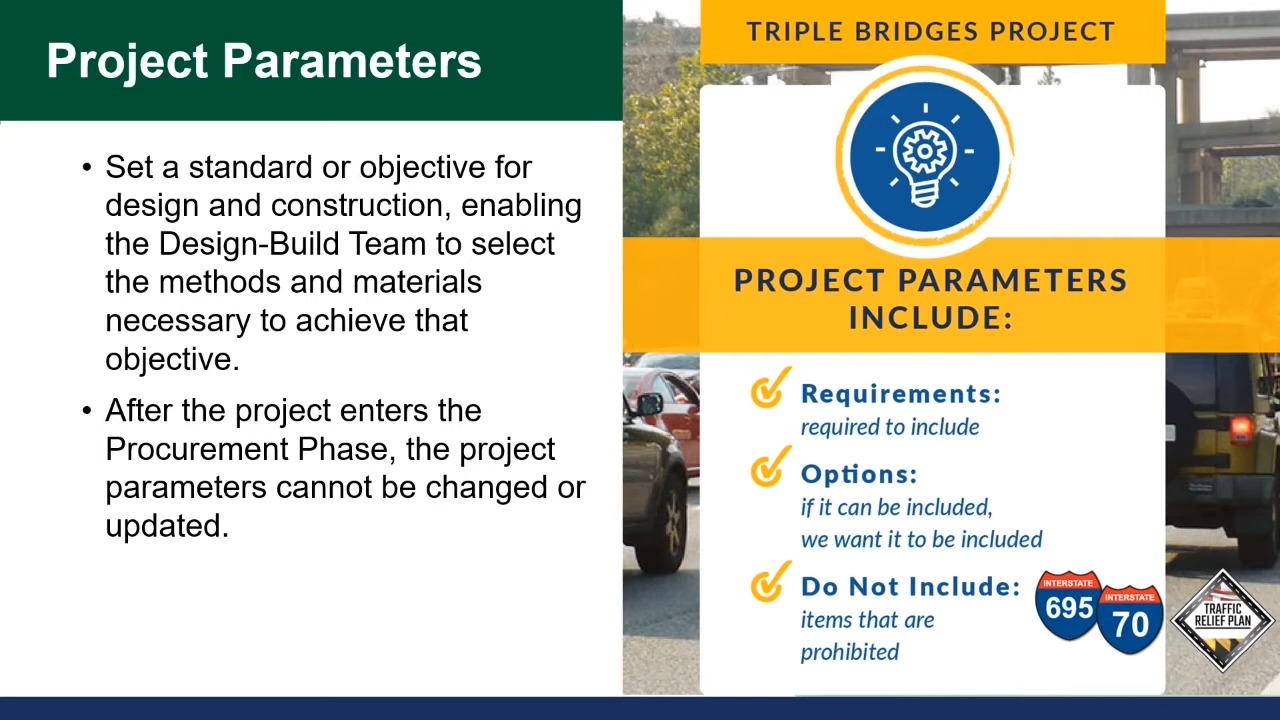 Project Parameters
• Set a standard or objective for
design and construction, enabling
the Design-Build Team to select
the methods and materials
necessary to achieve that
objective.
• After the project enters the
Procurement Phase, the project
parameters cannot be changed or
updated.
TRIPLE BRIDGES PROJECT
PROJECT PARAMETERS
INCLUDE:
Requirements:
required to include
Options:
if it can be included,
we want it to be included
Do Not Include:
items that are
prohibited
INTERSTATE
695
INTERSTATE
70
TRAFFIC
RELIEF PLAN